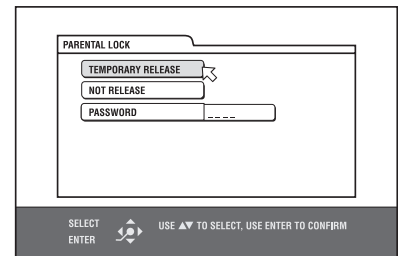 PARENTAL LOCK
TEMPORARY RELEASE
NOT RELEASE
PASSWORD _ _ _ _
SELECT
USE ▲▼ TO SELECT, USE ENTER TO CONFIRM
ENTER